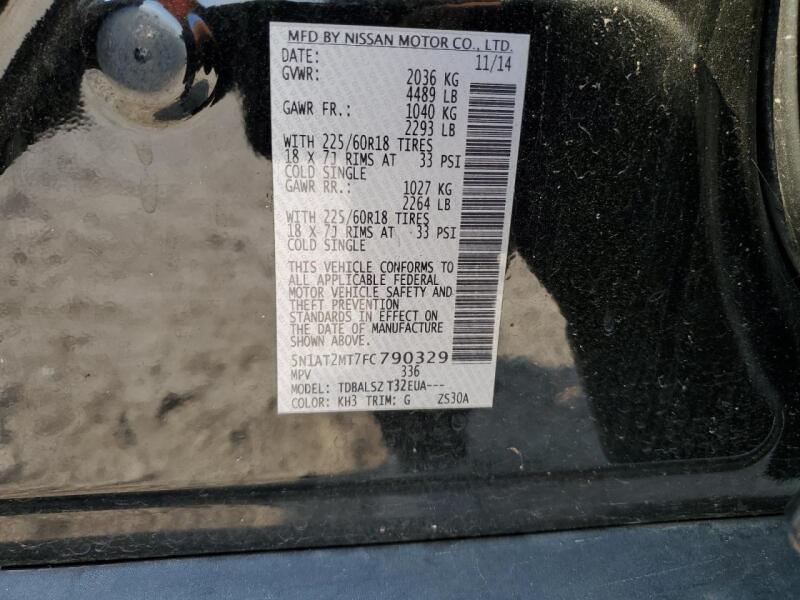 MFD BY NISSAN MOTOR CO., LTD.
DATE: 11/14
GVWR: 2036 KG
4489 LB
GAWR FR.: 1040 KG
2293 LB
WITH 225/60R18 TIRES
18 X 7J RIMS AT 33 PSI
COLD SINGLE
GAWR RR.: 1027 KG
2264 LB
WITH 225/60R18 TIRES
18 X 7J RIMS AT 33 PSI
COLD SINGLE
THIS VEHICLE CONFORMS TO
ALL APPLICABLE FEDERAL
MOTOR VEHICLE SAFETY AND
THEFT PREVENTION
STANDARDS IN EFFECT ON
THE DATE OF MANUFACTURE
SHOWN ABOVE.
5N1AT2MT7FC790329
MPV 336
MODEL: TDBALSZ T32EUA---
COLOR: KH3 TRIM: G ZS30A